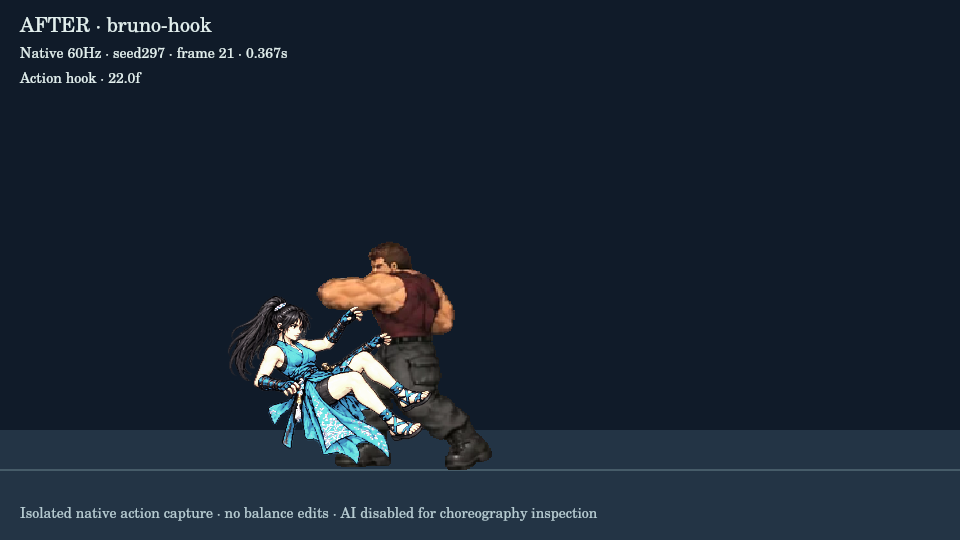 AFTER · bruno-hook
Native 60Hz · seed297 · frame 21 · 0.367s
Action hook · 22.0f
Isolated native action capture · no balance edits · AI disabled for choreography inspection